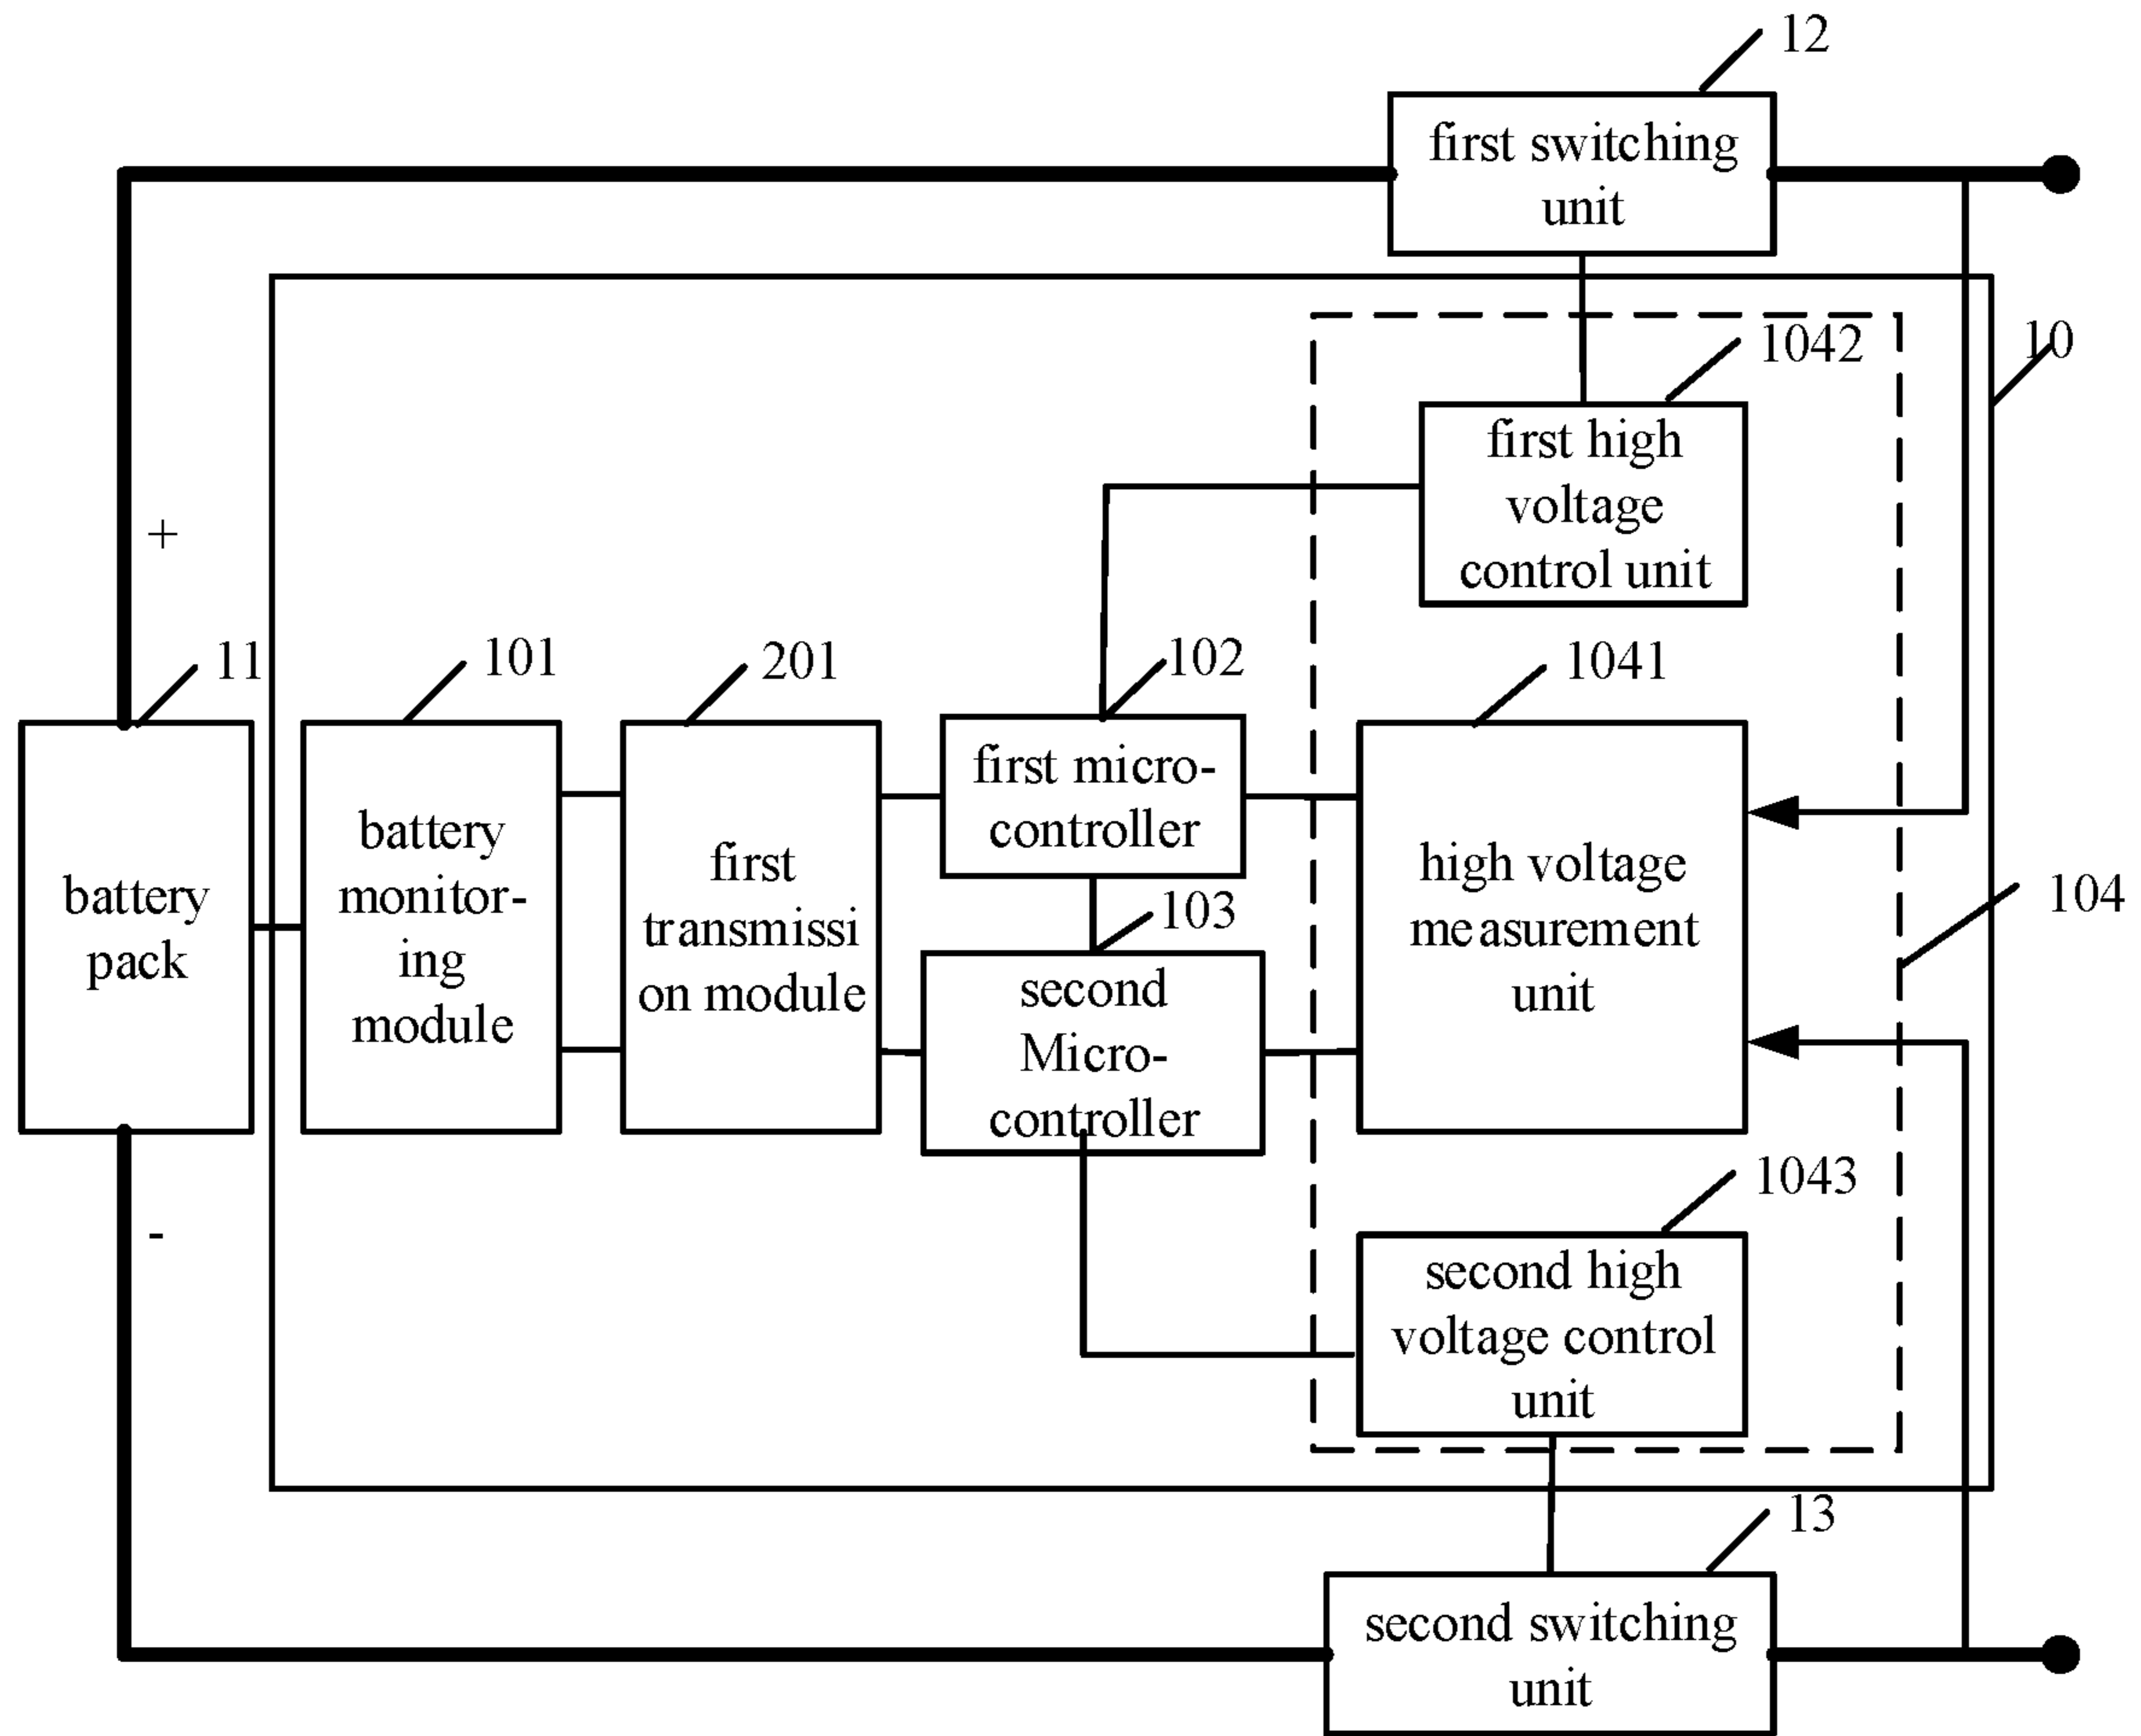 12
first switching
unit
10
1042
first high
voltage
control unit
+
11
101
201
102
1041
battery
pack
battery
monitor-
ing
module
first
transmissi
on module
first micro-
controller
103
second
Micro-
controller
high voltage
measurement
unit
104
1043
second high
voltage control
unit
-
13
second switching
unit